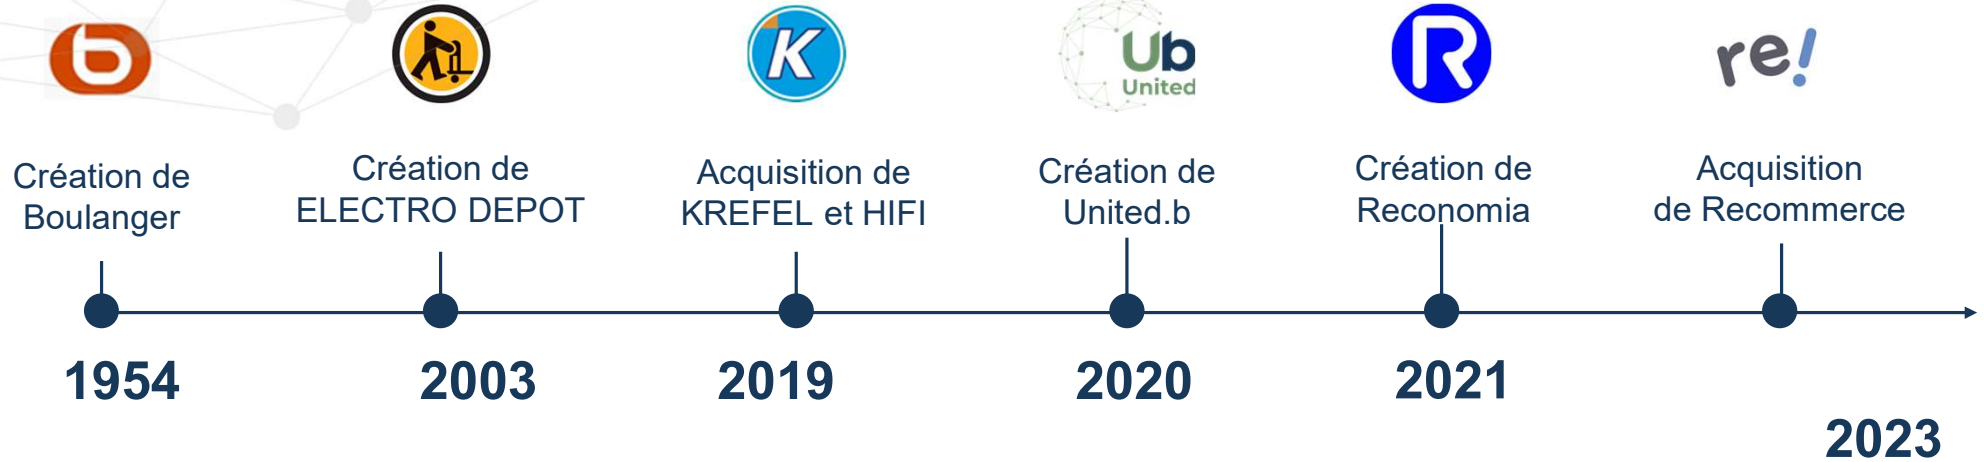 b
K
Ub
United
R
re!
Création de
Boulanger
Création de
ELECTRO DEPOT
Acquisition de
KREFEL et HIFI
Création de
United.b
Création de
Reconomia
Acquisition
de Recommerce
1954
2003
2019
2020
2021
2023